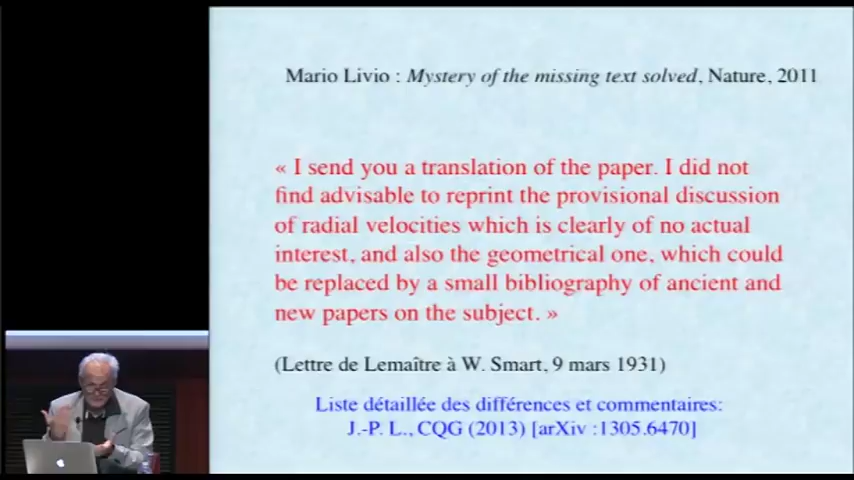 Mario Livio : Mystery of the missing text solved, Nature, 2011
« I send you a translation of the paper. I did not
find advisable to reprint the provisional discussion
of radial velocities which is clearly of no actual
interest, and also the geometrical one, which could
be replaced by a small bibliography of ancient and
new papers on the subject. »
(Lettre de Lemaître à W. Smart, 9 mars 1931)
Liste détaillée des différences et commentaires:
J.-P. L., CQG (2013) [arXiv :1305.6470]